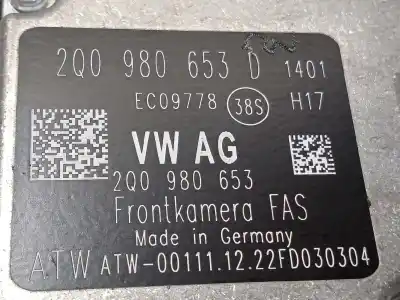 2Q0 980 653 D 1401
EC09778 38S H17
VW AG
2Q0 980 653
Frontkamera FAS
Made in Germany
ATW ATW-00111.12.22FD030304